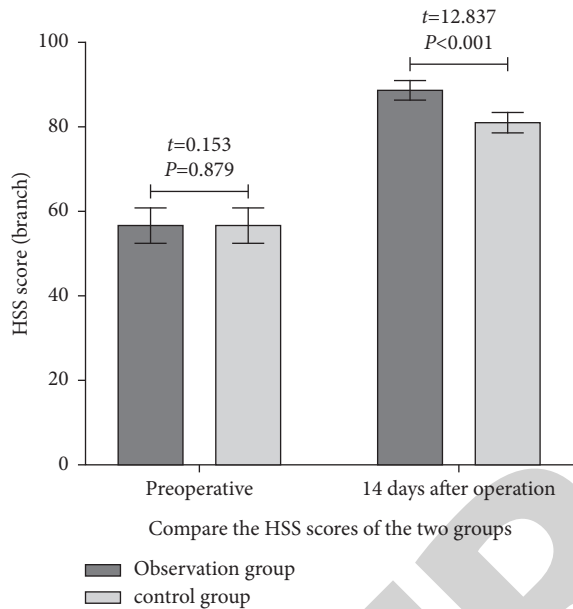 t=12.837
P<0.001
100
80
t=0.153
P=0.879
60
40
20
0
HSS score (branch)
Preoperative
14 days after operation
Compare the HSS scores of the two groups
Observation group
control group